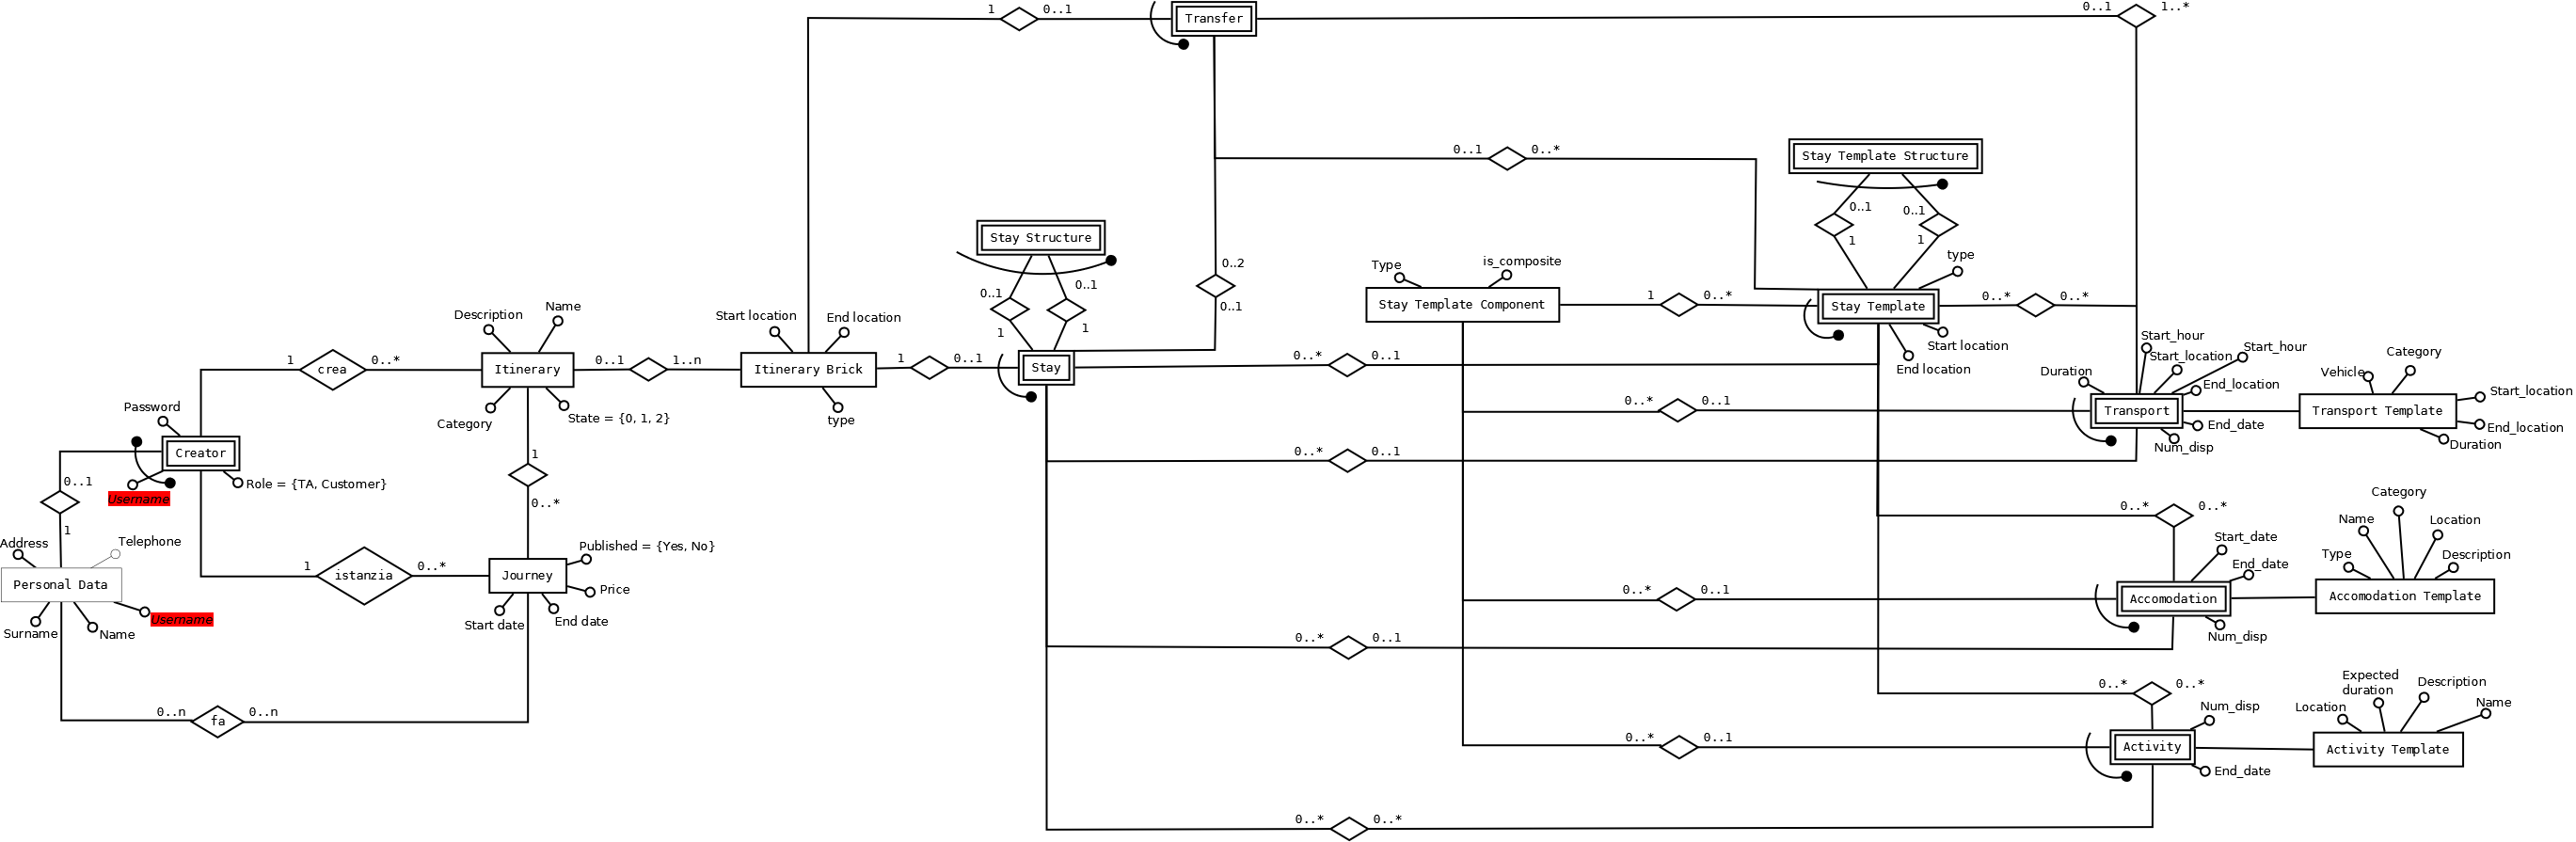 1
0..1
Transfer
0..1
1..*
0..1
0..*
Stay Template Structure
0..1
0..1
1
1
Stay Structure
type
0..2
Type
is_composite
0..1
0..1
Stay Template Component
1
0..*
Stay Template
0..*
0..*
0..1
Name
Description
Start location
End location
1
1
Start_hour
Start location
Start_hour
Start_location
Category
1
crea
0..*
Itinerary
0..1
1..n
Itinerary Brick
1
0..1
Stay
0..*
0..1
End location
Duration
Vehicle
End_location
Start_location
Password
Category
State = {0, 1, 2}
type
0..*
0..1
Transport
Transport Template
End_date
End_location
Num_disp
Duration
Creator
1
0..*
0..1
0..1
Username
Role = {TA, Customer}
0..*
Category
1
0..*
0..*
Name
Location
Address
Telephone
Published = {Yes, No}
Start_date
Type
Description
End_date
Personal Data
1
istanzia
0..*
Journey
Price
0..*
0..1
Accomodation
Accomodation Template
Username
Start date
End date
Surname
Name
Num_disp
0..*
0..1
Expected
duration
Description
0..*
0..*
Location
Num_disp
Name
0..n
fa
0..n
0..*
0..1
Activity
Activity Template
End_date
0..*
0..*